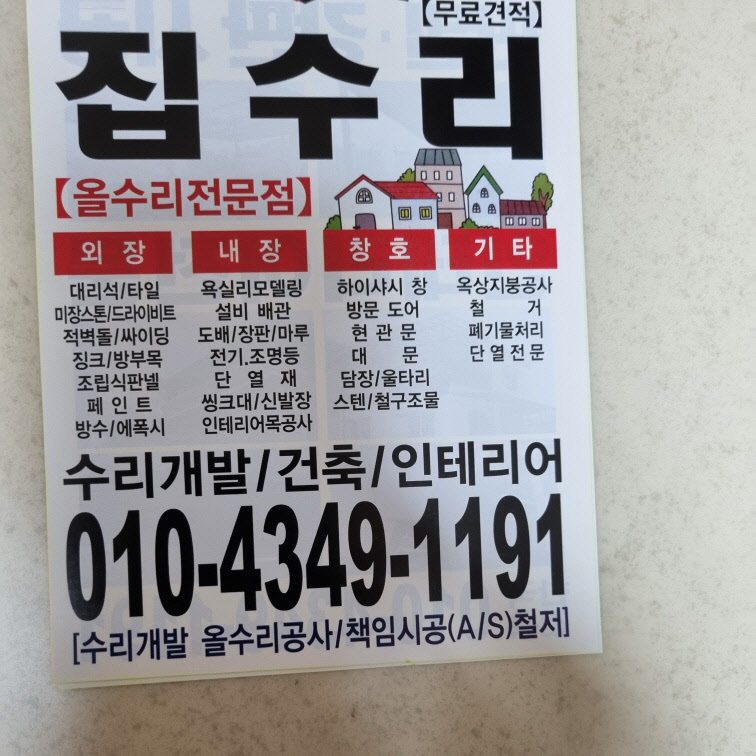 【무료견적】
집수리
【올수리전문점】
외 장
대리석/타일
미장스톤/드라이비트
적벽돌/싸이딩
징크/방부목
조립식판넬
페 인 트
방수/에폭시
내 장
욕실리모델링
설비 배관
도배/장판/마루
전기.조명등
단 열 재
씽크대/신발장
인테리어목공사
창 호
하이샤시 창
방문 도어
현 관 문
대 문
담장/울타리
스텐/철구조물
기 타
옥상지붕공사
철 거
폐기물처리
단열전문
수리개발/건축/인테리어
010-4349-1191
[수리개발 올수리공사/책임시공(A/S)철저]